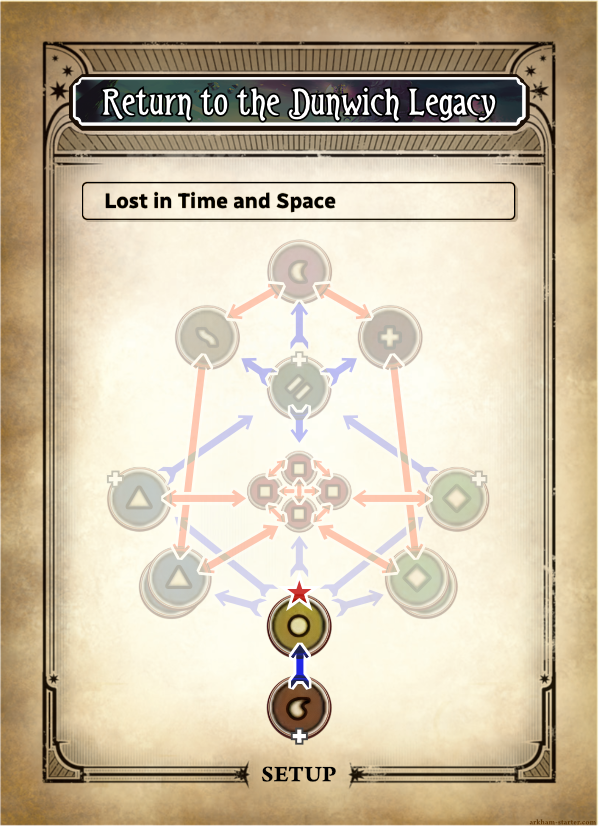 Return to the Dunwich Legacy
Lost in Time and Space
SETUP
arkham-starter.com